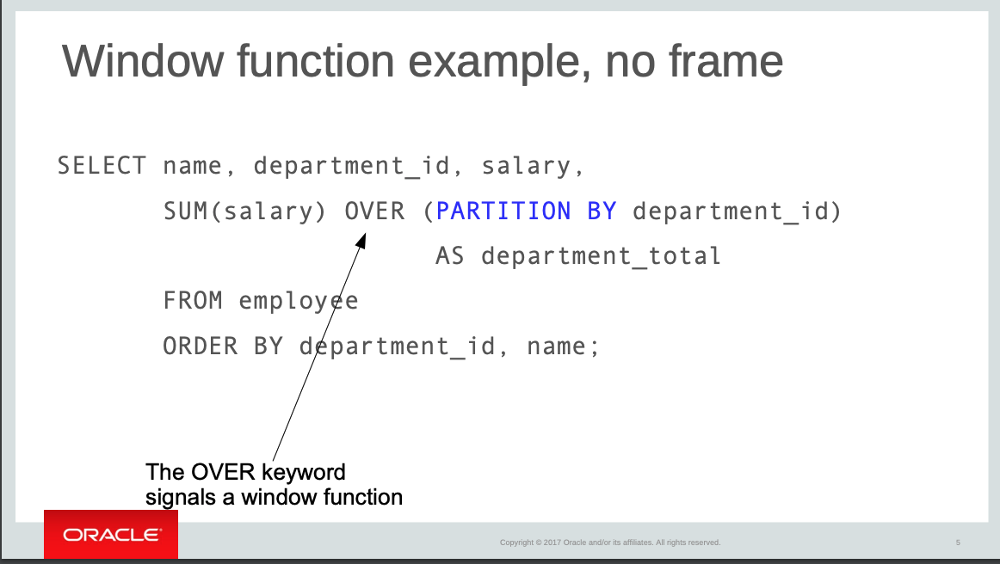 Window function example, no frame
SELECT name, department_id, salary,
SUM(salary) OVER (PARTITION BY department_id)
AS department_total
FROM employee
ORDER BY department_id, name;
The OVER keyword
signals a window function
ORACLE®
Copyright © 2017 Oracle and/or its affiliates. All rights reserved.
5